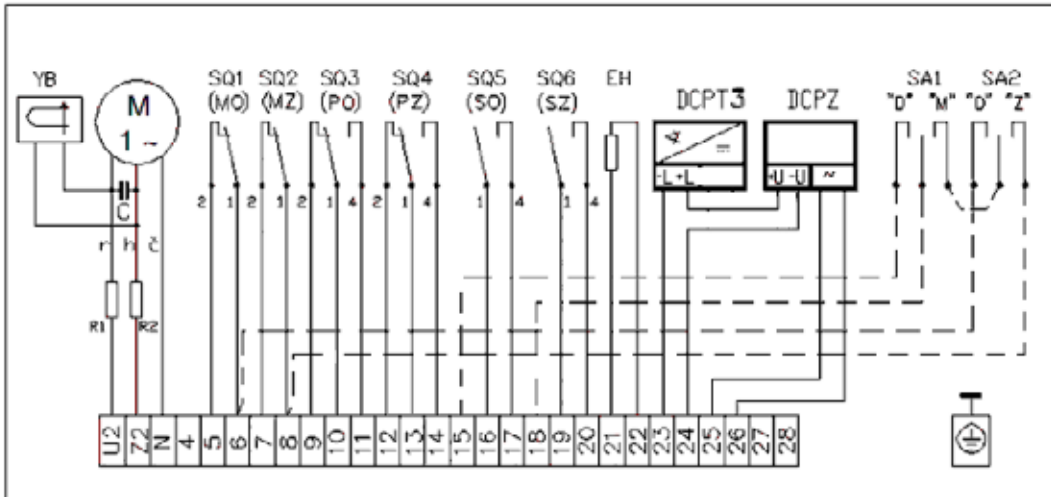 YB
M
1 ~
C
r h č
R1 R2
SQ1 SQ2 SQ3 SQ4 SQ5 SQ6 EH
(MO) (MZ) (PO) (PZ) (SO) (SZ)
DCPT3 DCPZ
SA1 SA2
"D" "M" "O" "Z"
-L +L +U -U ~
2 1 2 1 2 1 4 2 1 4 1 4 1 4
U2 Z2 N 4 5 6 7 8 9 10 11 12 13 14 15 16 17 18 19 20 21 22 23 24 25 26 27 28